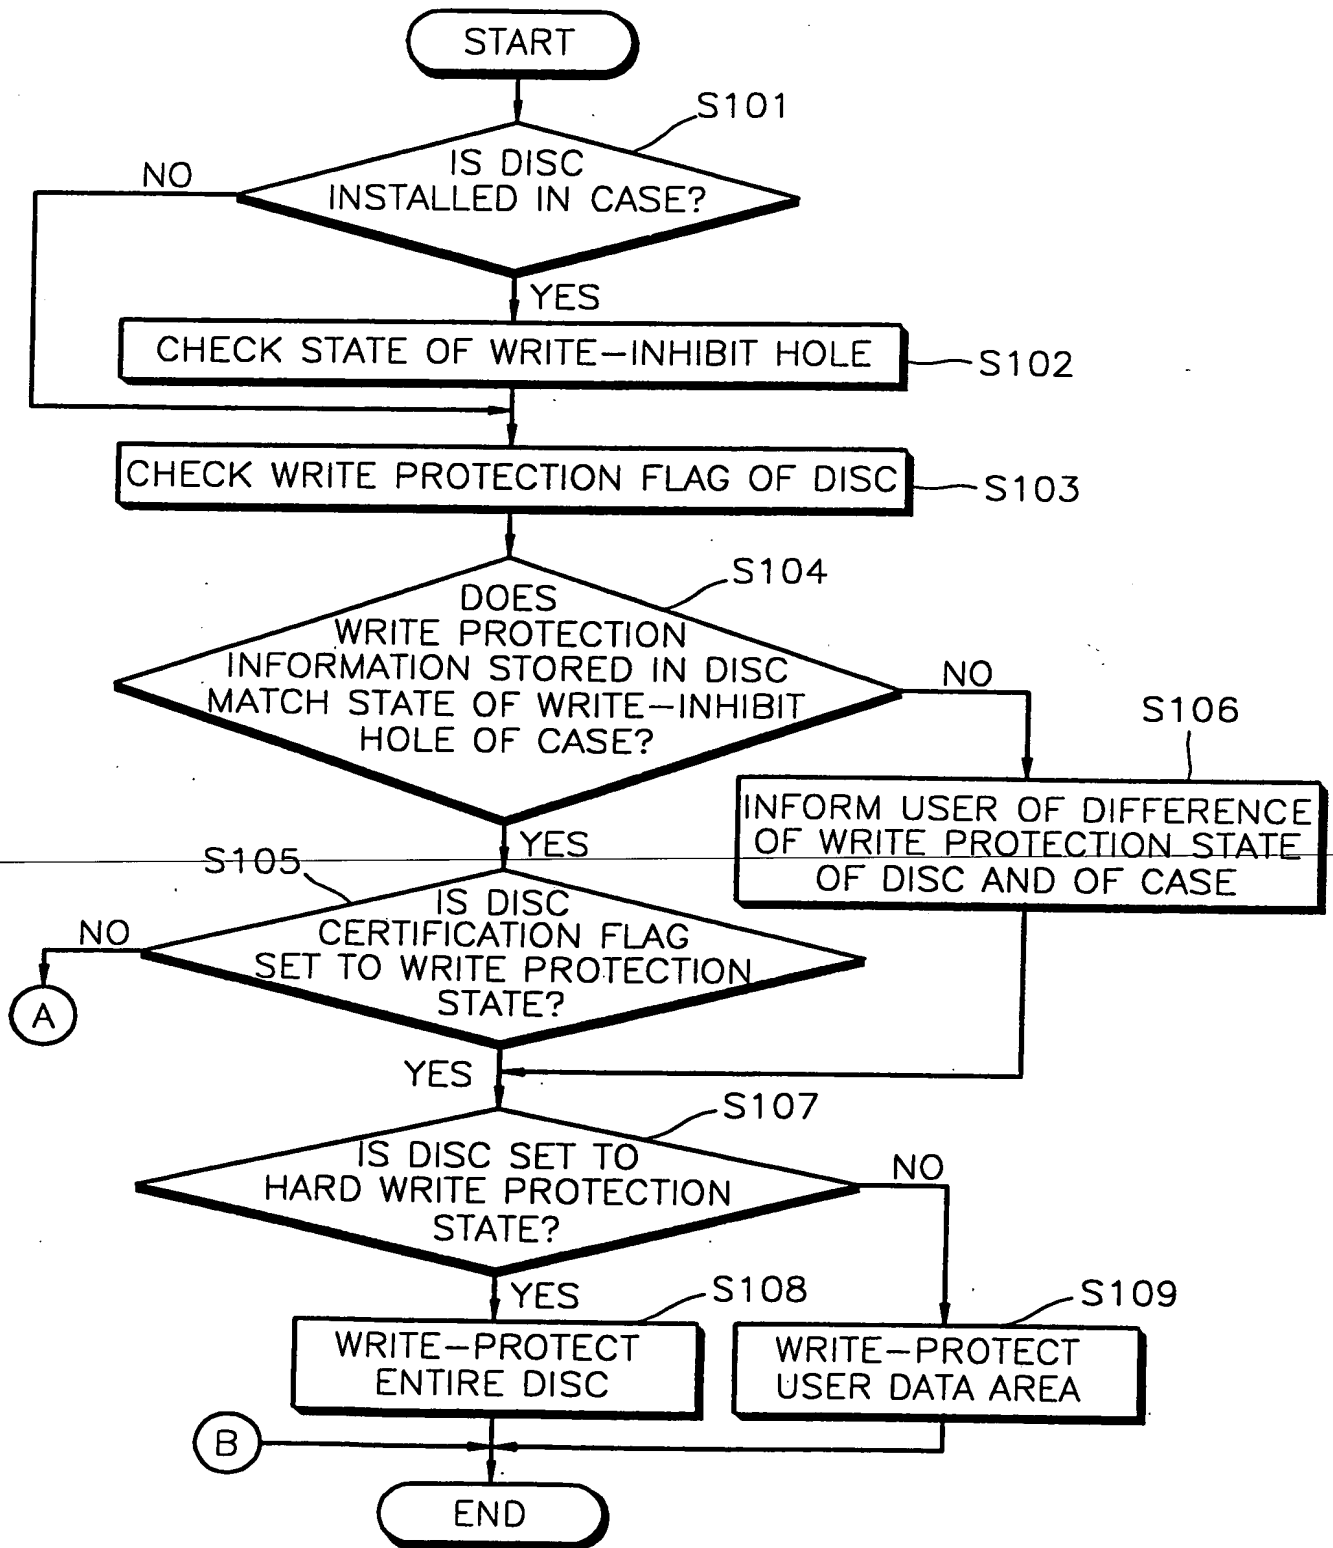 START
S101
IS DISC
INSTALLED IN CASE?
NO
YES
CHECK STATE OF WRITE-INHIBIT HOLE
S102
CHECK WRITE PROTECTION FLAG OF DISC
S103
S104
DOES
WRITE PROTECTION
INFORMATION STORED IN DISC
MATCH STATE OF WRITE-INHIBIT
HOLE OF CASE?
NO
S106
INFORM USER OF DIFFERENCE
OF WRITE PROTECTION STATE
OF DISC AND OF CASE
YES
S105
IS DISC
CERTIFICATION FLAG
SET TO WRITE PROTECTION
STATE?
NO
A
YES
S107
IS DISC SET TO
HARD WRITE PROTECTION
STATE?
NO
YES
S108
WRITE-PROTECT
ENTIRE DISC
S109
WRITE-PROTECT
USER DATA AREA
B
END